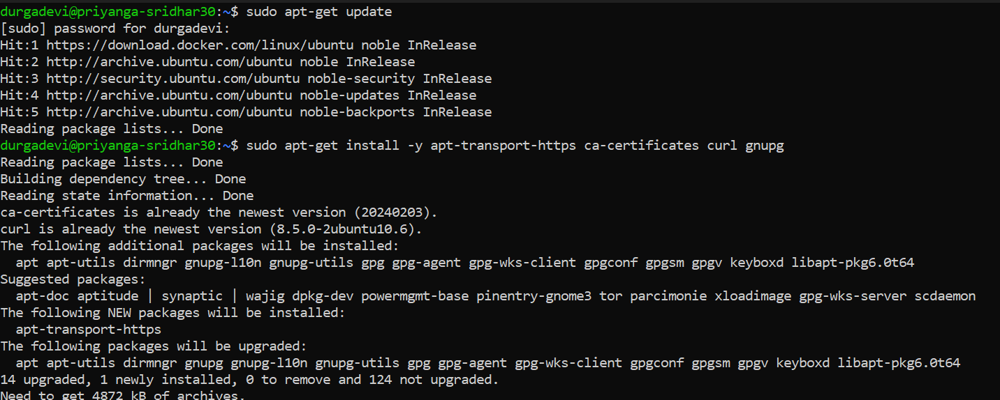 durgadevi@priyanga-sridhar30:~$ sudo apt-get update
[sudo] password for durgadevi:
Hit:1 https://download.docker.com/linux/ubuntu noble InRelease
Hit:2 http://archive.ubuntu.com/ubuntu noble InRelease
Hit:3 http://security.ubuntu.com/ubuntu noble-security InRelease
Hit:4 http://archive.ubuntu.com/ubuntu noble-updates InRelease
Hit:5 http://archive.ubuntu.com/ubuntu noble-backports InRelease
Reading package lists... Done
durgadevi@priyanga-sridhar30:~$ sudo apt-get install -y apt-transport-https ca-certificates curl gnupg
Reading package lists... Done
Building dependency tree... Done
Reading state information... Done
ca-certificates is already the newest version (20240203).
curl is already the newest version (8.5.0-2ubuntu10.6).
The following additional packages will be installed:
  apt apt-utils dirmngr gnupg-l10n gnupg-utils gpg gpg-agent gpg-wks-client gpgconf gpgsm gpgv keyboxd libapt-pkg6.0t64
Suggested packages:
  apt-doc aptitude | synaptic | wajig dpkg-dev powermgmt-base pinentry-gnome3 tor parcimonie xloadimage gpg-wks-server scdaemon
The following NEW packages will be installed:
  apt-transport-https
The following packages will be upgraded:
  apt apt-utils dirmngr gnupg gnupg-l10n gnupg-utils gpg gpg-agent gpg-wks-client gpgconf gpgsm gpgv keyboxd libapt-pkg6.0t64
14 upgraded, 1 newly installed, 0 to remove and 124 not upgraded.
Need to get 4872 kB of archives.